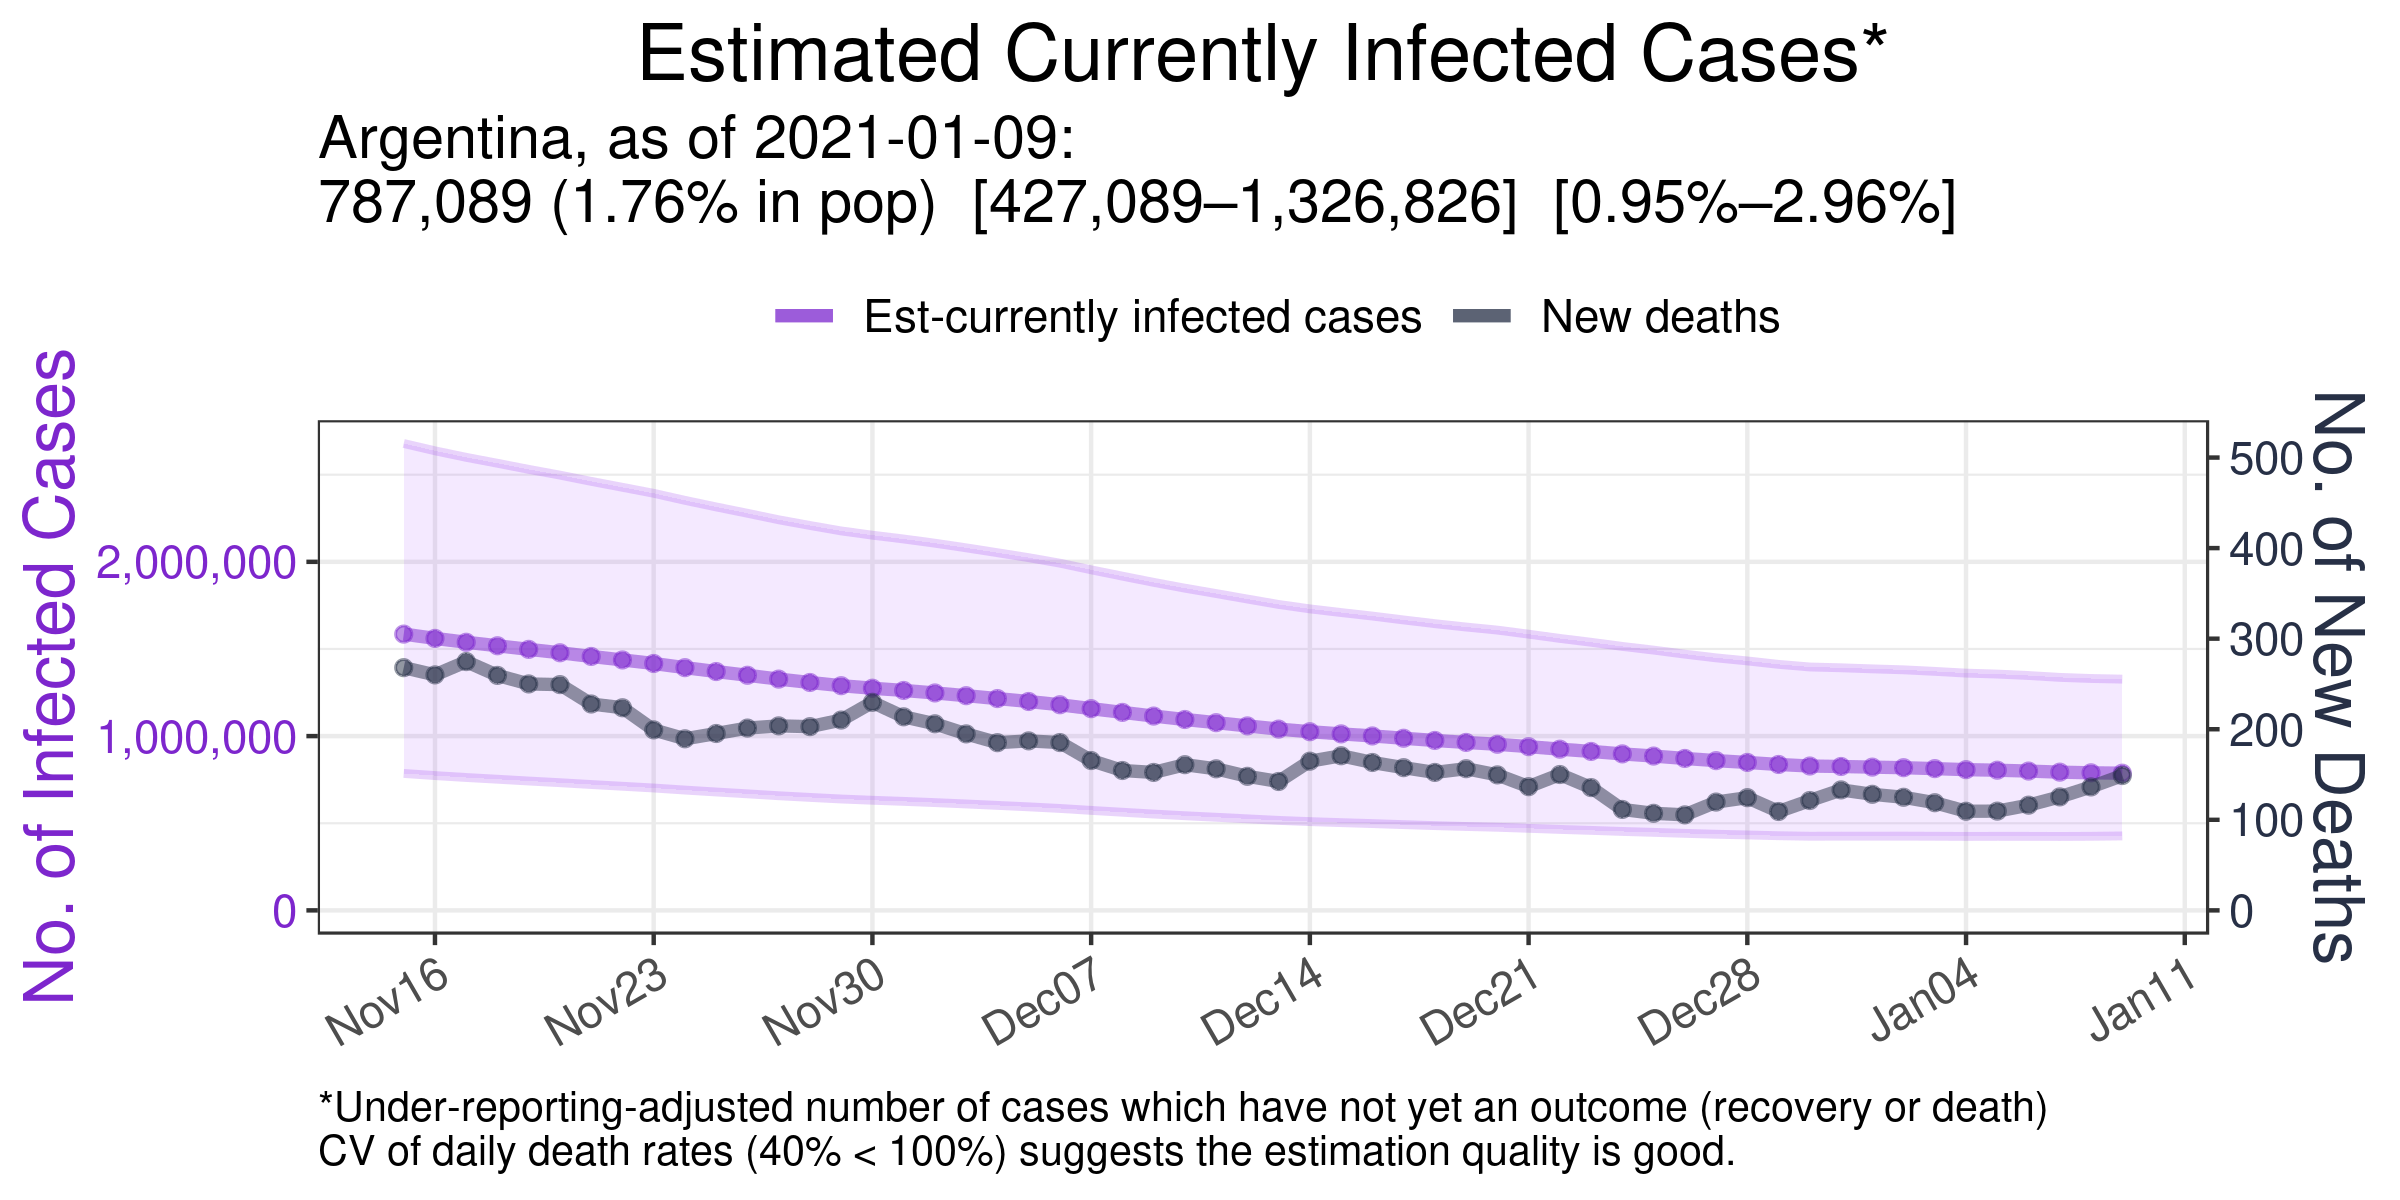 Estimated Currently Infected Cases*
Argentina, as of 2021-01-09:
787,089 (1.76% in pop)  [427,089–1,326,826]  [0.95%–2.96%]
Est-currently infected cases
New deaths
No. of Infected Cases
2,000,000
1,000,000
0
No. of New Deaths
500
400
300
200
100
0
Nov16
Nov23
Nov30
Dec07
Dec14
Dec21
Dec28
Jan04
Jan11
*Under-reporting-adjusted number of cases which have not yet an outcome (recovery or death)
CV of daily death rates (40% < 100%) suggests the estimation quality is good.